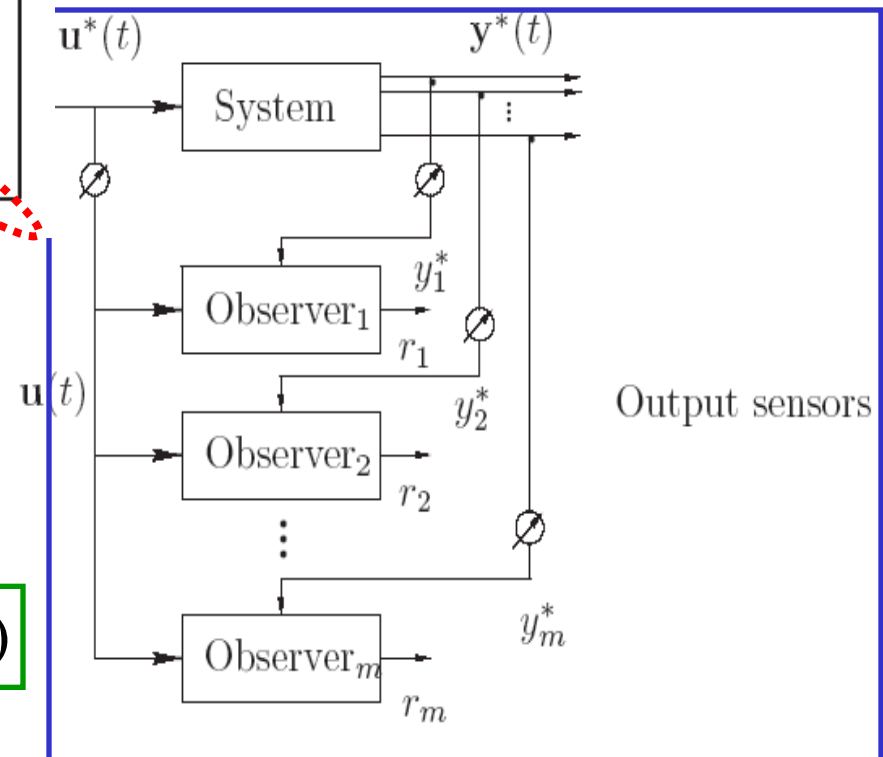 u*(t)
y*(t)
System
⋮
y₁*
Observer₁
r₁
u(t)
y₂*
Output sensors
Observer₂
r₂
⋮
yₘ*
)
Observerₘ
rₘ